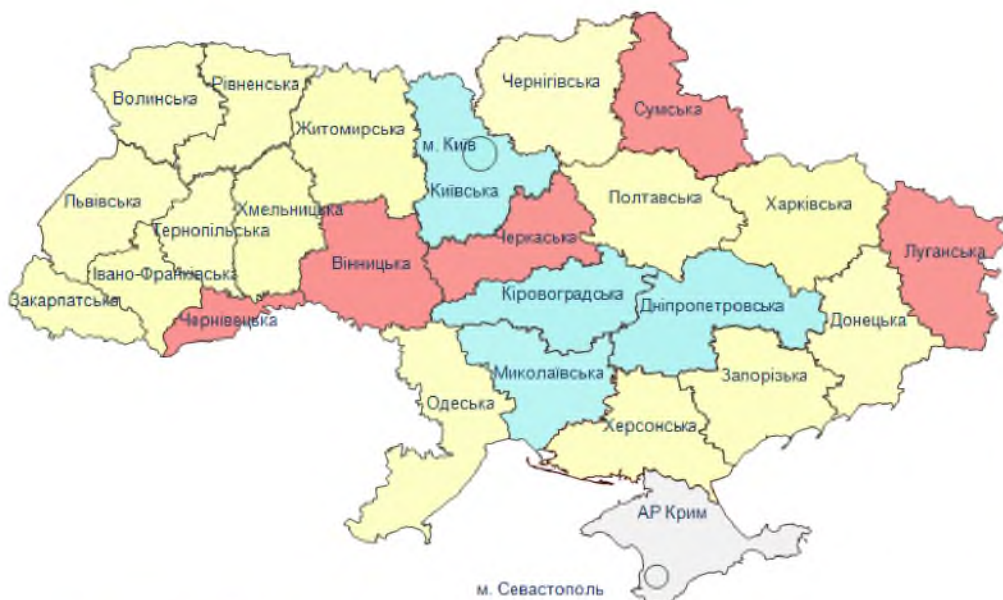 Чернігівська
Рівненська
Волинська
Сумська
Житомирська
м. Київ
Київська
Львівська
Хмельницька
Тернопільська
Полтавська
Харківська
Черкаська
Луганська
Вінницька
Івано-Франківська
Закарпатська
Кіровоградська
Дніпропетровська
Чернівецька
Донецька
Миколаївська
Запорізька
Одеська
Херсонська
АР Крим
м. Севастополь